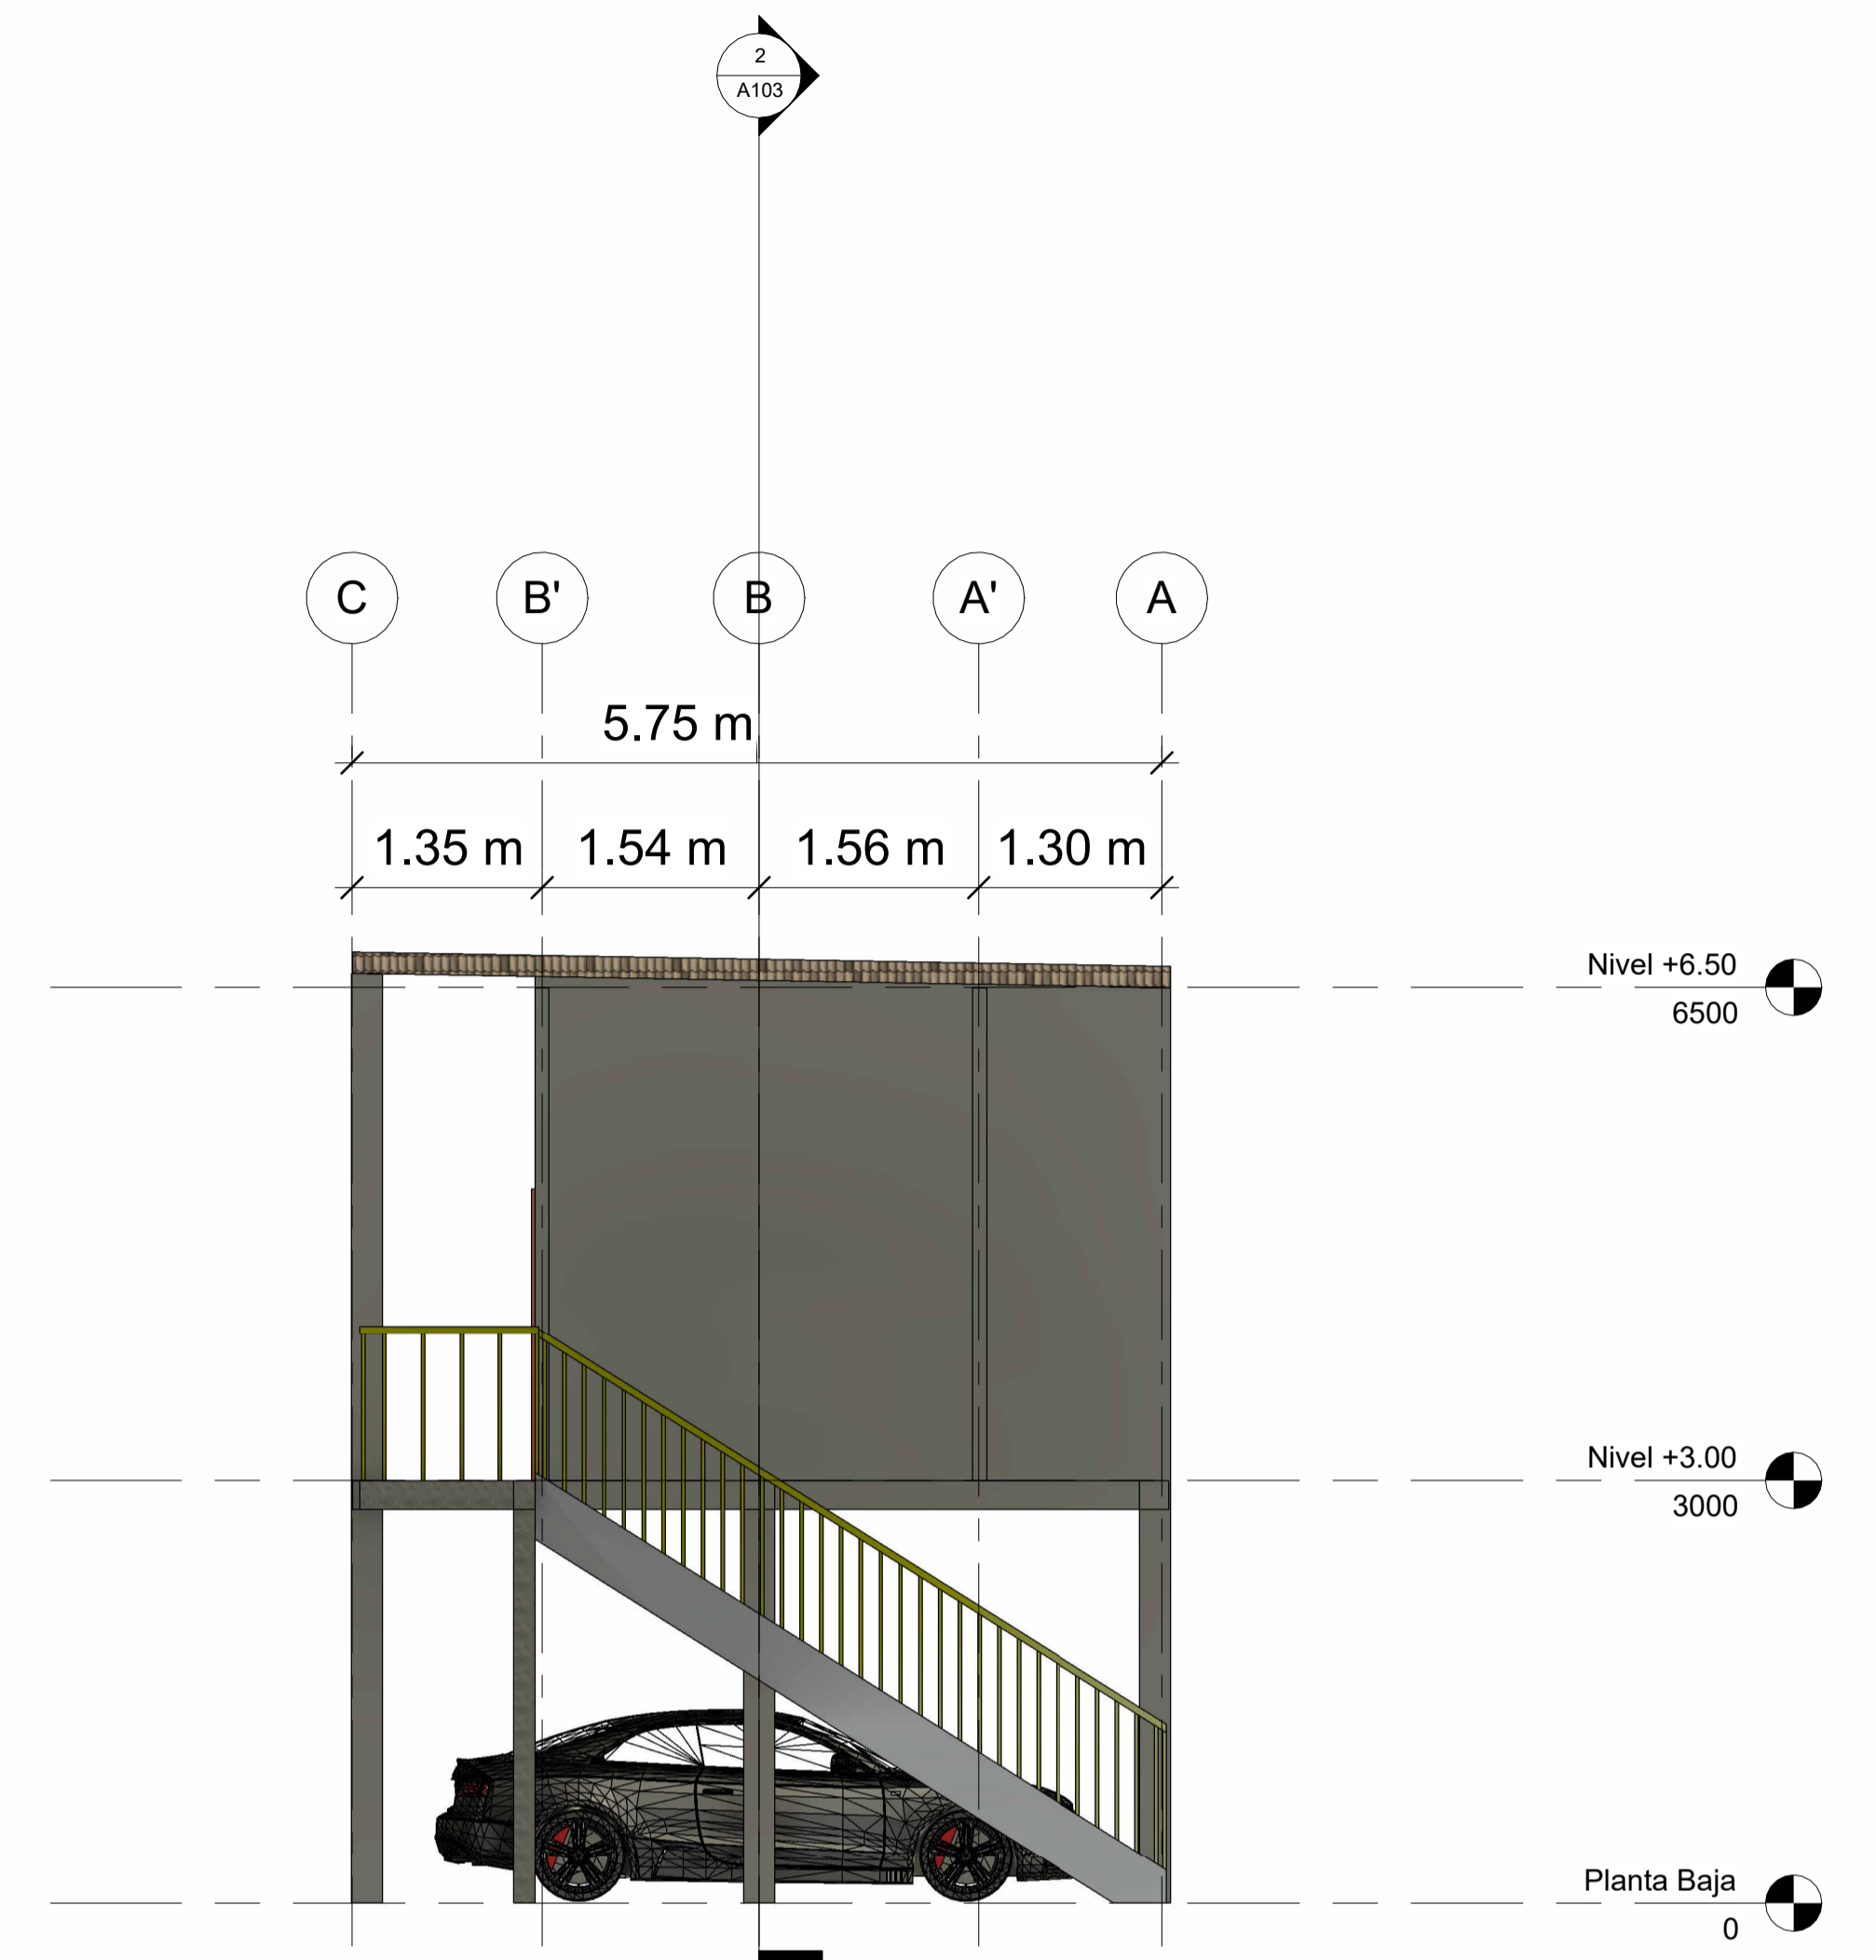 2
A103
C B' B A' A
5.75 m
1.35 m 1.54 m 1.56 m 1.30 m
Nivel +6.50
6500
Nivel +3.00
3000
Planta Baja
0